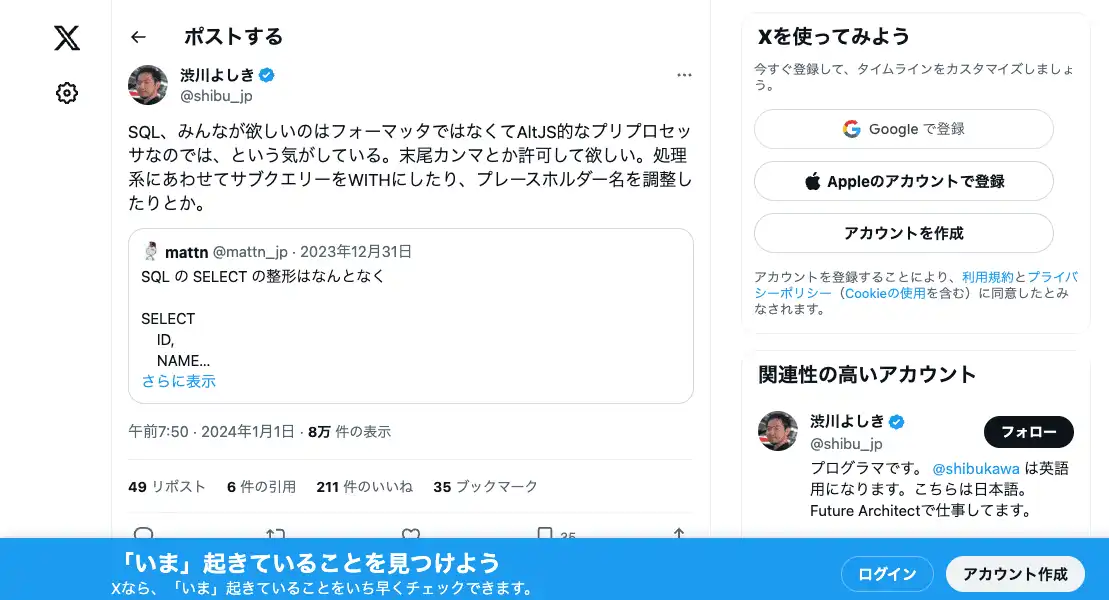 ポストする
渋川よしき
@shibu_jp
SQL、みんなが欲しいのはフォーマッタではなくてAltJS的なプリプロセッ
サなのでは、という気がしている。末尾カンマとか許可して欲しい。処理
系にあわせてサブクエリーをWITHにしたり、プレースホルダー名を調整し
たりとか。
mattn @mattn_jp · 2023年12月31日
SQL の SELECT の整形はなんとなく
SELECT
ID,
NAME...
さらに表示
午前7:50 · 2024年1月1日 · 8万 件の表示
49 リポスト 6 件の引用 211 件のいいね 35 ブックマーク
35
Xを使ってみよう
今すぐ登録して、タイムラインをカスタマイズしましょ
う。
Google で登録
Appleのアカウントで登録
アカウントを作成
アカウントを登録することにより、利用規約とプライバ
シーポリシー（Cookieの使用を含む）に同意したとみ
なされます。
関連性の高いアカウント
渋川よしき
@shibu_jp
フォロー
プログラマです。 @shibukawa は英語
用になります。こちらは日本語。
Future Architectで仕事してます。
「いま」起きていることを見つけよう
Xなら、「いま」起きていることをいち早くチェックできます。
ログイン
アカウント作成